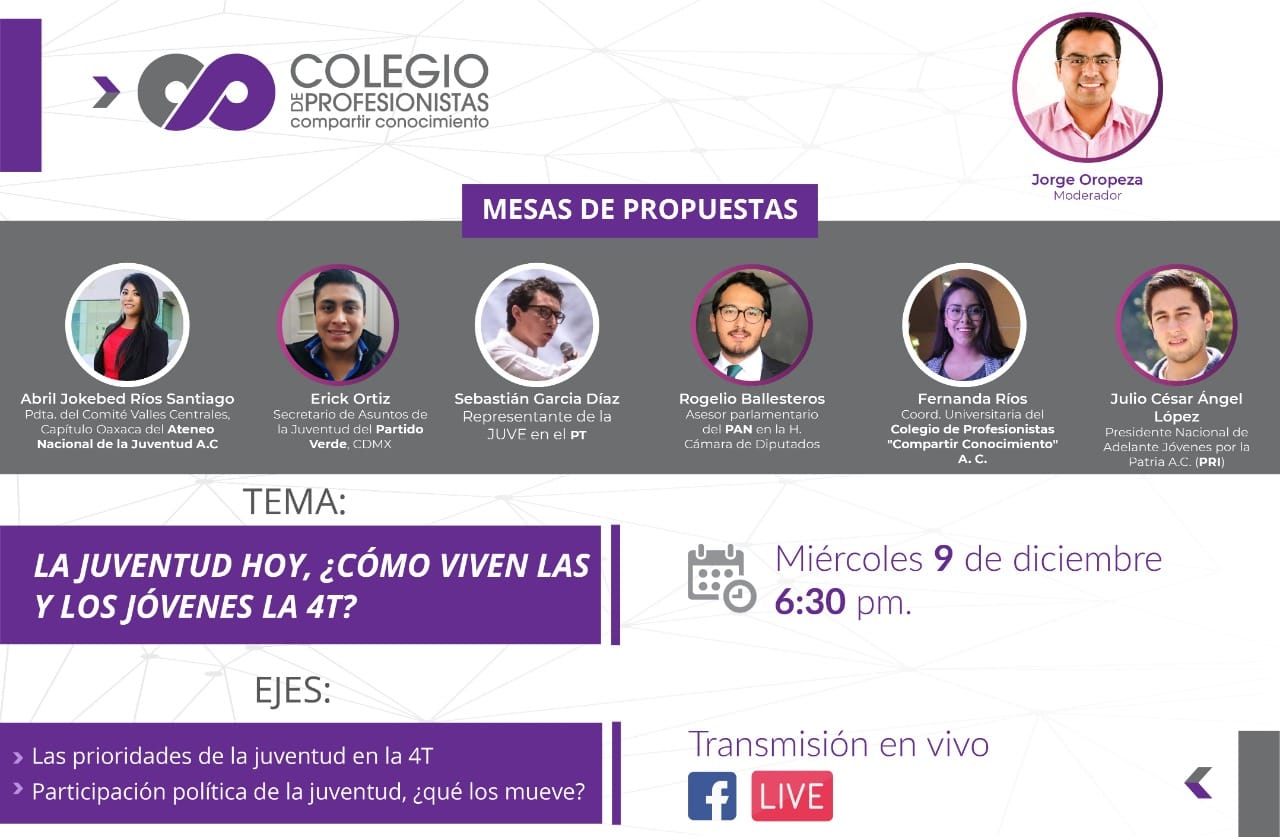 COLEGIO
DE PROFESIONISTAS
compartir conocimiento
Jorge Oropeza
Moderador
MESAS DE PROPUESTAS
Abril Jokebed Ríos Santiago
Pdta. del Comité Valles Centrales,
Capítulo Oaxaca del Ateneo
Nacional de la Juventud A.C
Erick Ortiz
Secretario de Asuntos de
la Juventud del Partido
Verde, CDMX
Sebastián Garcia Díaz
Representante de la
JUVE en el PT
Rogelio Ballesteros
Asesor parlamentario
del PAN en la H.
Cámara de Diputados
Fernanda Ríos
Coord. Universitaria del
Colegio de Profesionistas
"Compartir Conocimiento"
A. C.
Julio César Ángel
López
Presidente Nacional de
Adelante Jóvenes por la
Patria A.C. (PRI)
TEMA:
LA JUVENTUD HOY, ¿CÓMO VIVEN LAS
Y LOS JÓVENES LA 4T?
Miércoles 9 de diciembre
6:30 pm.
EJES:
Las prioridades de la juventud en la 4T
Participación política de la juventud, ¿qué los mueve?
Transmisión en vivo
f LIVE